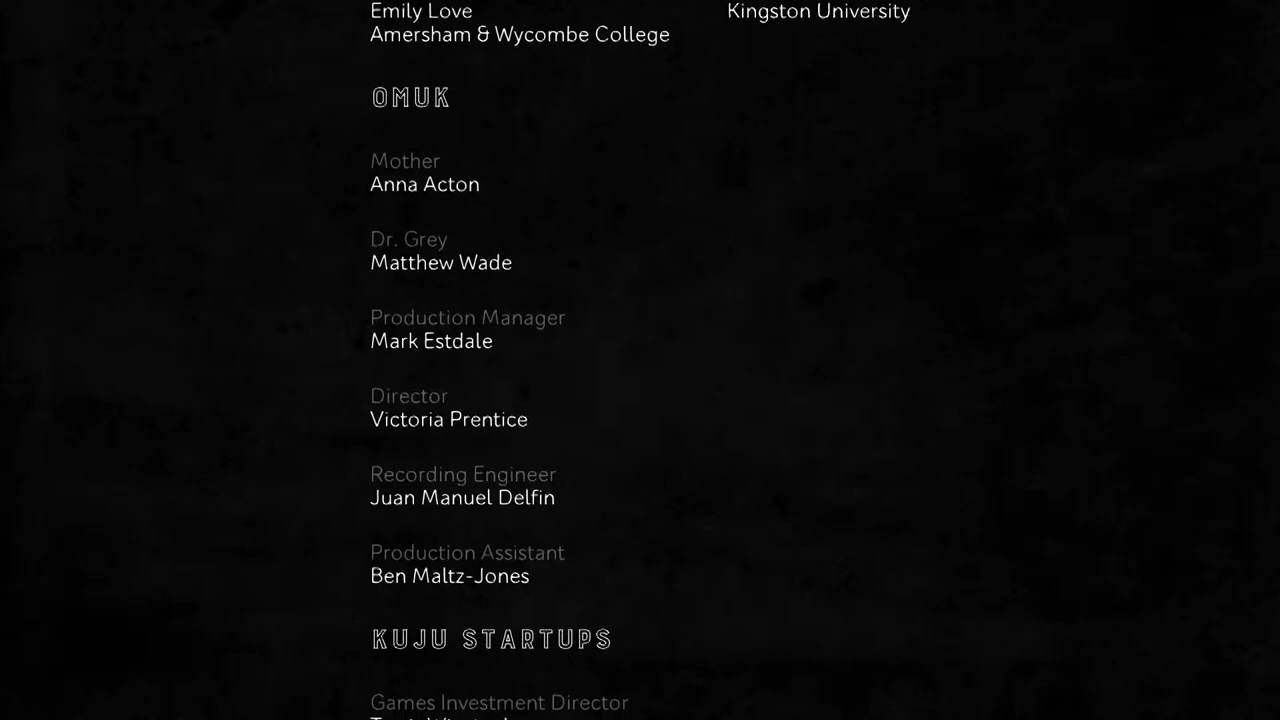 Emily Love
Kingston University
Amersham & Wycombe College
OMUK
Mother
Anna Acton
Dr. Grey
Matthew Wade
Production Manager
Mark Estdale
Director
Victoria Prentice
Recording Engineer
Juan Manuel Delfin
Production Assistant
Ben Maltz-Jones
KUJU STARTUPS
Games Investment Director